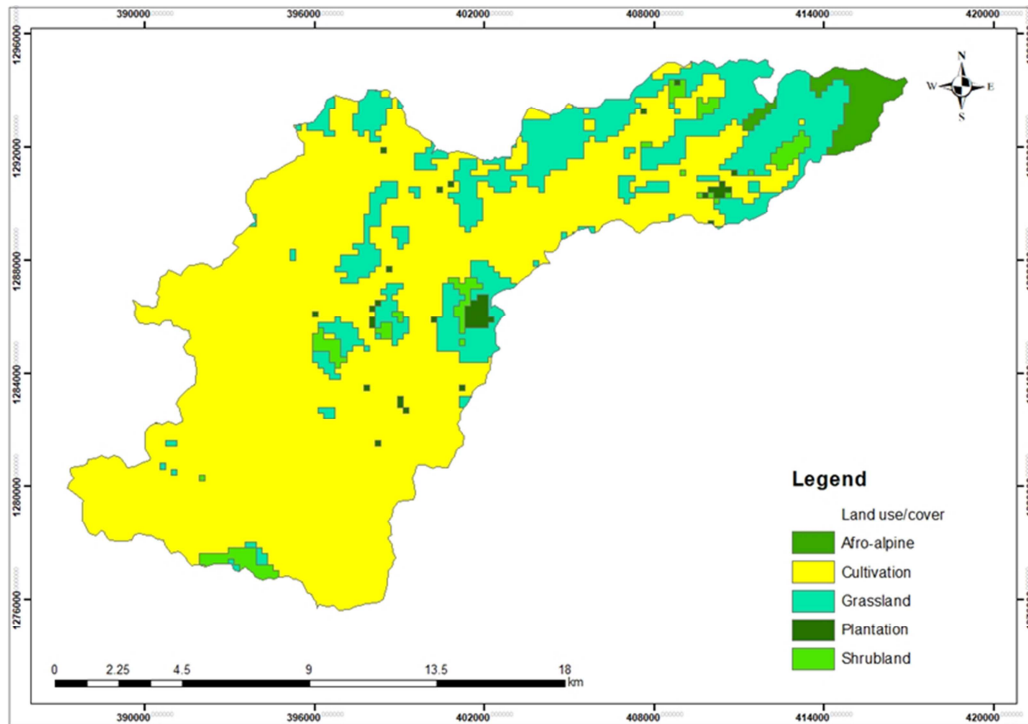 390000 396000 402000 408000 414000 420000
1296000
N
W E
S
1292000
1288000
1284000
1280000
1276000
Legend
Land use/cover
Afro-alpine
Cultivation
Grassland
Plantation
Shrubland
0 2.25 4.5 9 13.5 18
km
390000 396000 402000 408000 414000 420000